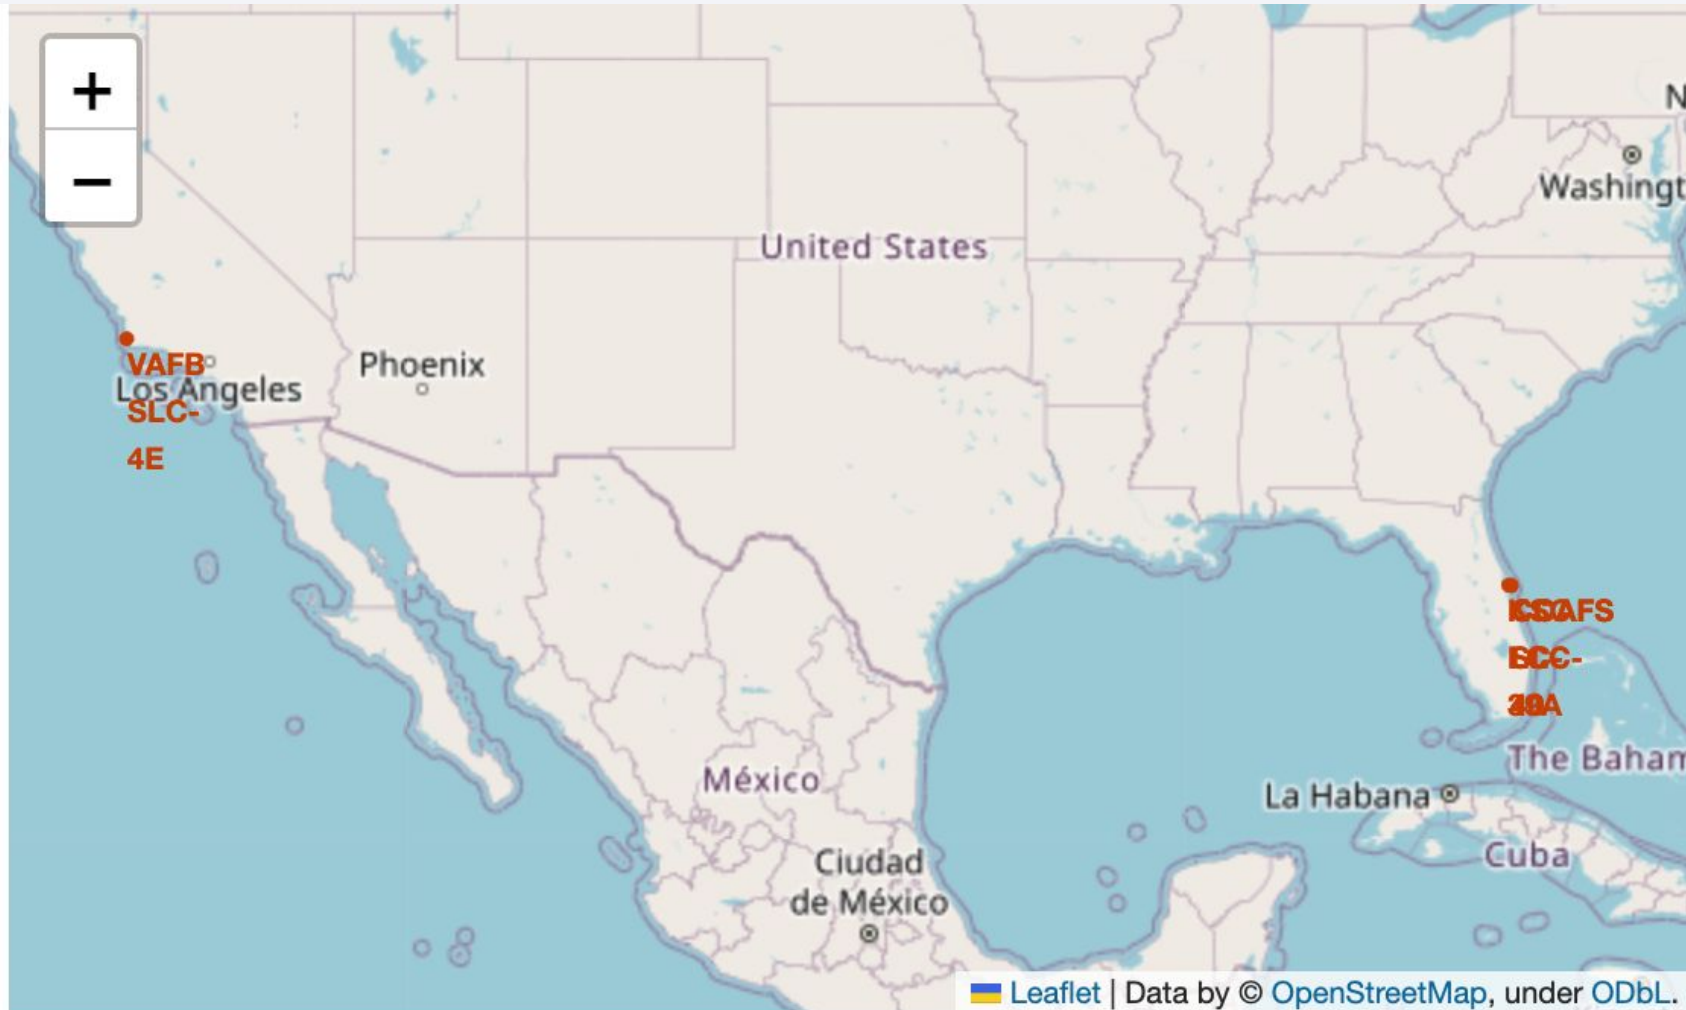 +
−
N
Washingt
United States
VAFB
SLC-
4E
Los Angeles
Phoenix
The Baham
La Habana
México
Cuba
Ciudad
de México
Leaflet | Data by © OpenStreetMap, under ODbL.